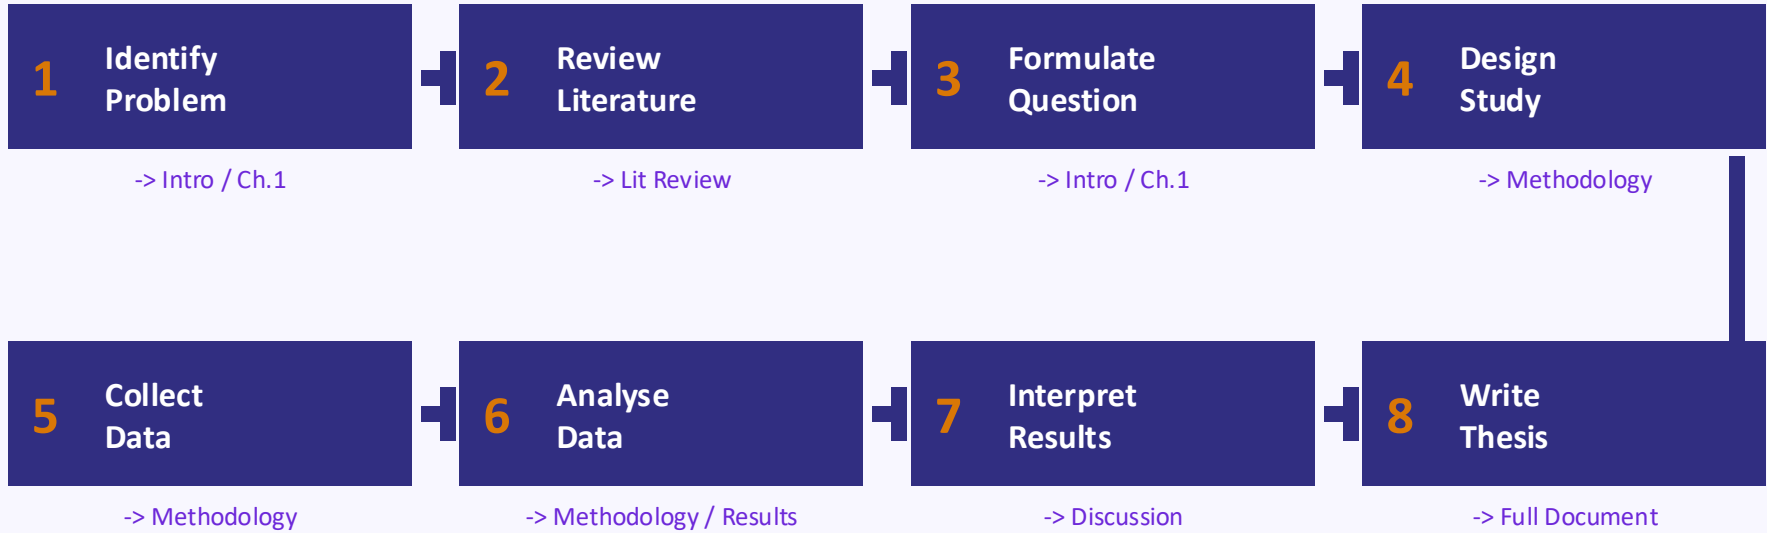 1
Identify
Problem
-> Intro / Ch.1
2
Review
Literature
-> Lit Review
3
Formulate
Question
-> Intro / Ch.1
4
Design
Study
-> Methodology
5
Collect
Data
-> Methodology
6
Analyse
Data
-> Methodology / Results
7
Interpret
Results
-> Discussion
8
Write
Thesis
-> Full Document